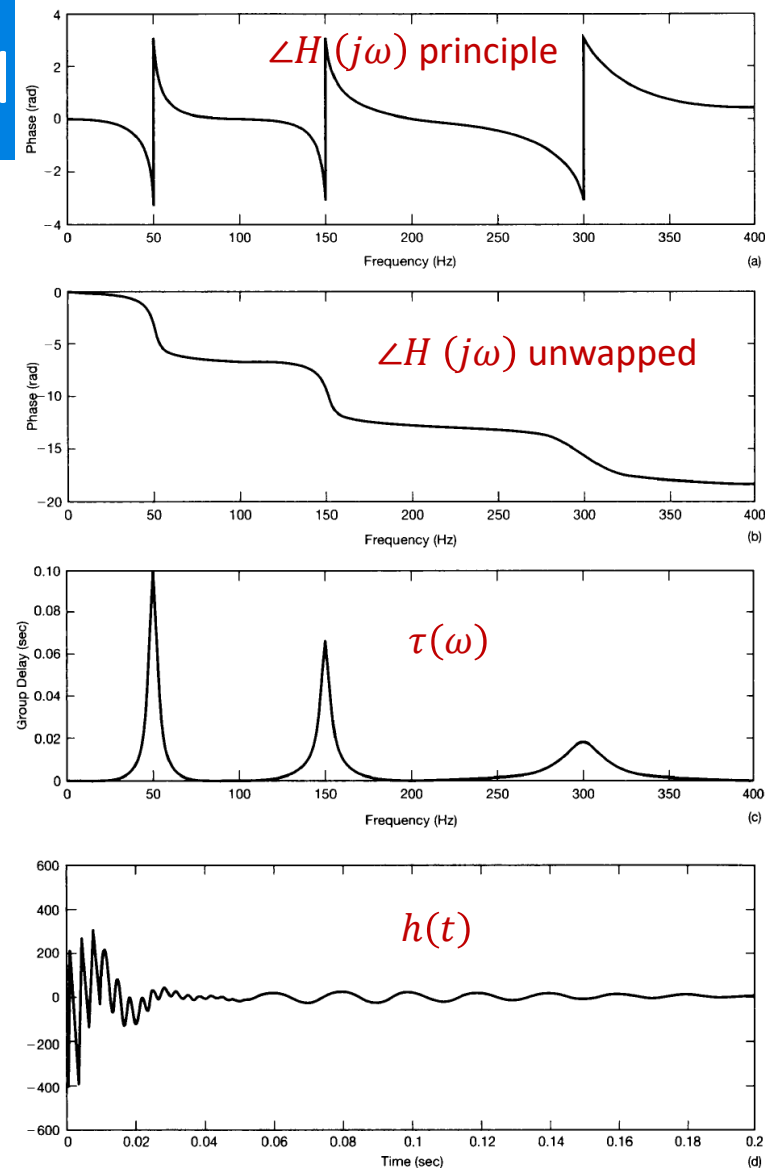 4
2
0
−2
−4
Phase (rad)
∠H (jω) principle
0 50 100 150 200 250 300 350 400
Frequency (Hz)
(a)
0
−5
−10
−15
−20
Phase (rad)
∠H (jω) unwapped
0 50 100 150 200 250 300 350 400
Frequency (Hz)
(b)
0.10
0.08
0.06
0.04
0.02
0
Group Delay (sec)
τ(ω)
0 50 100 150 200 250 300 350 400
Frequency (Hz)
(c)
600
400
200
0
−200
−400
−600
h(t)
0 0.02 0.04 0.06 0.08 0.1 0.12 0.14 0.16 0.18 0.2
Time (sec)
(d)